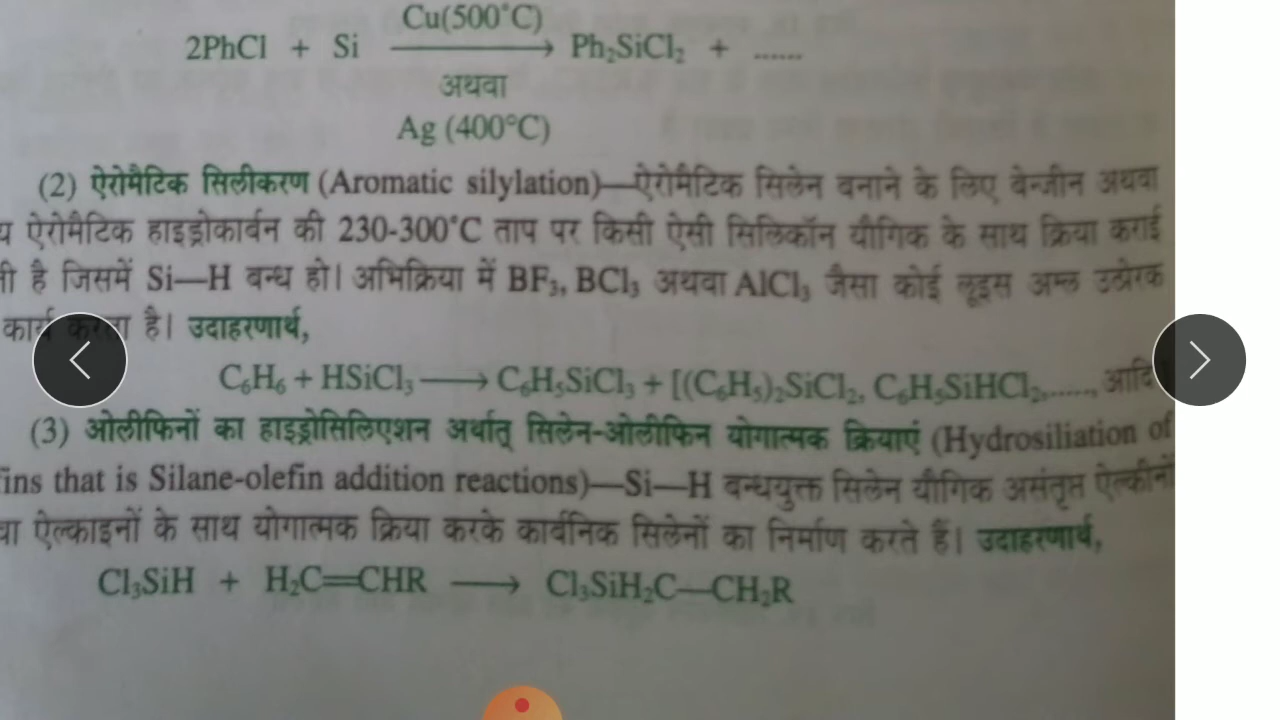 Cu(500°C)
2PhCl + Si ⟶ Ph₂SiCl₂ + ......
अथवा
Ag (400°C)
(2) ऐरोमैटिक सिलीकरण (Aromatic silylation)—ऐरोमैटिक सिलेन बनाने के लिए बेन्जीन अथवा
य ऐरोमैटिक हाइड्रोकार्बन की 230-300°C ताप पर किसी ऐसी सिलिकॉन यौगिक के साथ क्रिया कराई
ती है जिसमें Si—H बन्ध हो। अभिक्रिया में BF₃, BCl₃ अथवा AlCl₃ जैसा कोई लूइस अम्ल उत्प्रेरक
कार्य करता है। उदाहरणार्थ,
C₆H₆ + HSiCl₃ ⟶ C₆H₅SiCl₃ + [(C₆H₅)₂SiCl₂, C₆H₅SiHCl₂,......, आदि
(3) ओलीफिनों का हाइड्रोसिलिएशन अर्थात् सिलेन-ओलीफिन योगात्मक क्रियाएं (Hydrosiliation of
fins that is Silane-olefin addition reactions)—Si—H बन्धयुक्त सिलेन यौगिक असंतृप्त ऐल्कीनों
वा ऐल्काइनों के साथ योगात्मक क्रिया करके कार्बनिक सिलेनों का निर्माण करते हैं। उदाहरणार्थ,
Cl₃SiH + H₂C=CHR ⟶ Cl₃SiH₂C—CH₂R